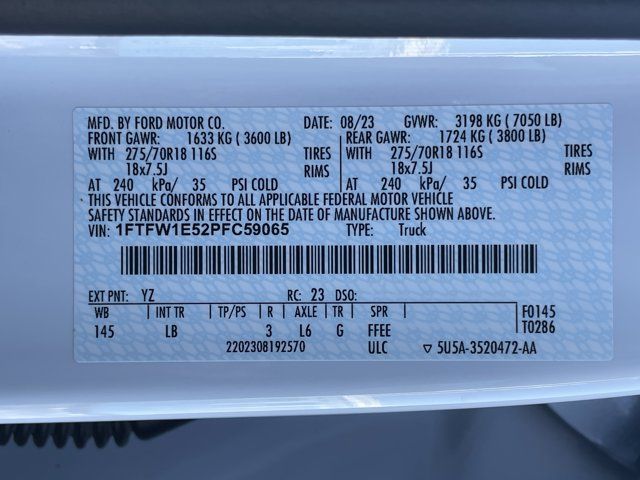 MFD. BY FORD MOTOR CO. DATE: 08/23 GVWR: 3198 KG ( 7050 LB)
FRONT GAWR: 1633 KG ( 3600 LB) REAR GAWR: 1724 KG ( 3800 LB)
WITH 275/70R18 116S TIRES WITH 275/70R18 116S TIRES
18x7.5J RIMS 18x7.5J RIMS
AT 240 kPa/ 35 PSI COLD AT 240 kPa/ 35 PSI COLD
THIS VEHICLE CONFORMS TO ALL APPLICABLE FEDERAL MOTOR VEHICLE
SAFETY STANDARDS IN EFFECT ON THE DATE OF MANUFACTURE SHOWN ABOVE.
VIN: 1FTFW1E52PFC59065 TYPE: Truck
EXT PNT: YZ RC: 23 DSO:
WB INT TR TP/PS R AXLE TR SPR F0145
145 LB 3 L6 G FFEE T0286
2202308192570 ULC ▽ 5U5A-3520472-AA